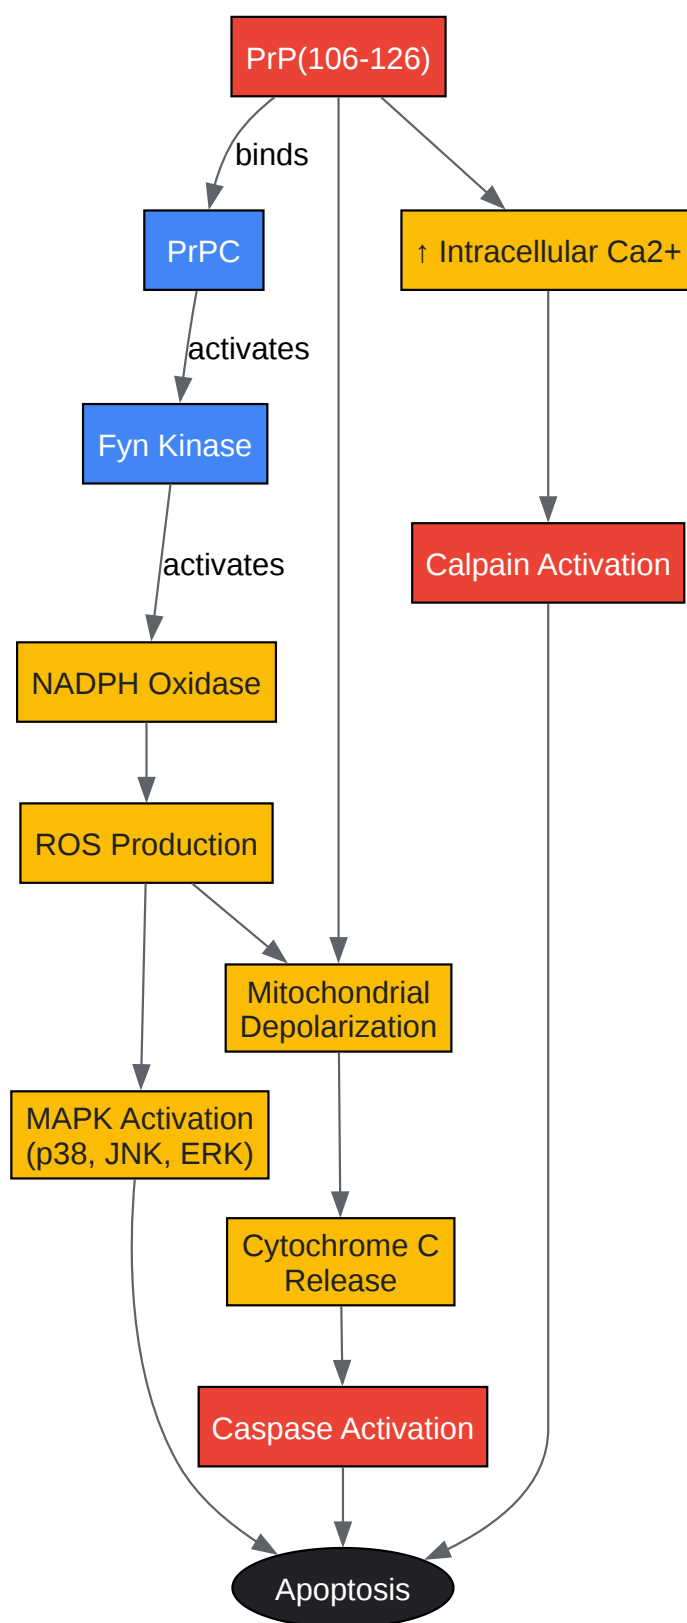 PrP(106-126)
binds
PrPC
↑ Intracellular Ca2+
activates
Fyn Kinase
Calpain Activation
activates
NADPH Oxidase
ROS Production
Mitochondrial
Depolarization
MAPK Activation
(p38, JNK, ERK)
Cytochrome C
Release
Caspase Activation
Apoptosis